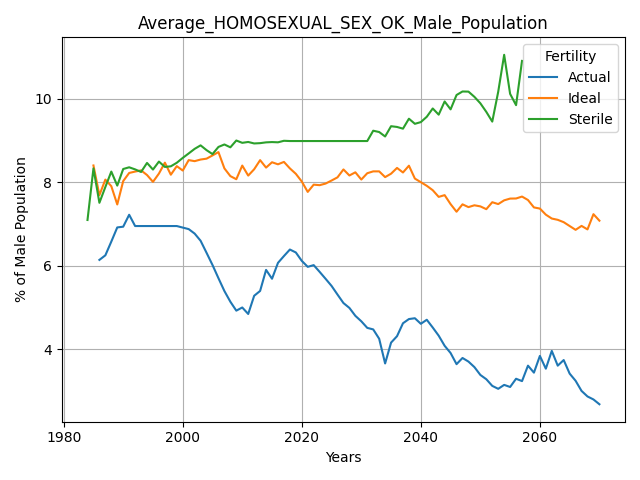 Average_HOMOSEXUAL_SEX_OK_Male_Population
% of Male Population
10
8
6
4
Fertility
Actual
Ideal
Sterile
1980
2000
2020
2040
2060
Years